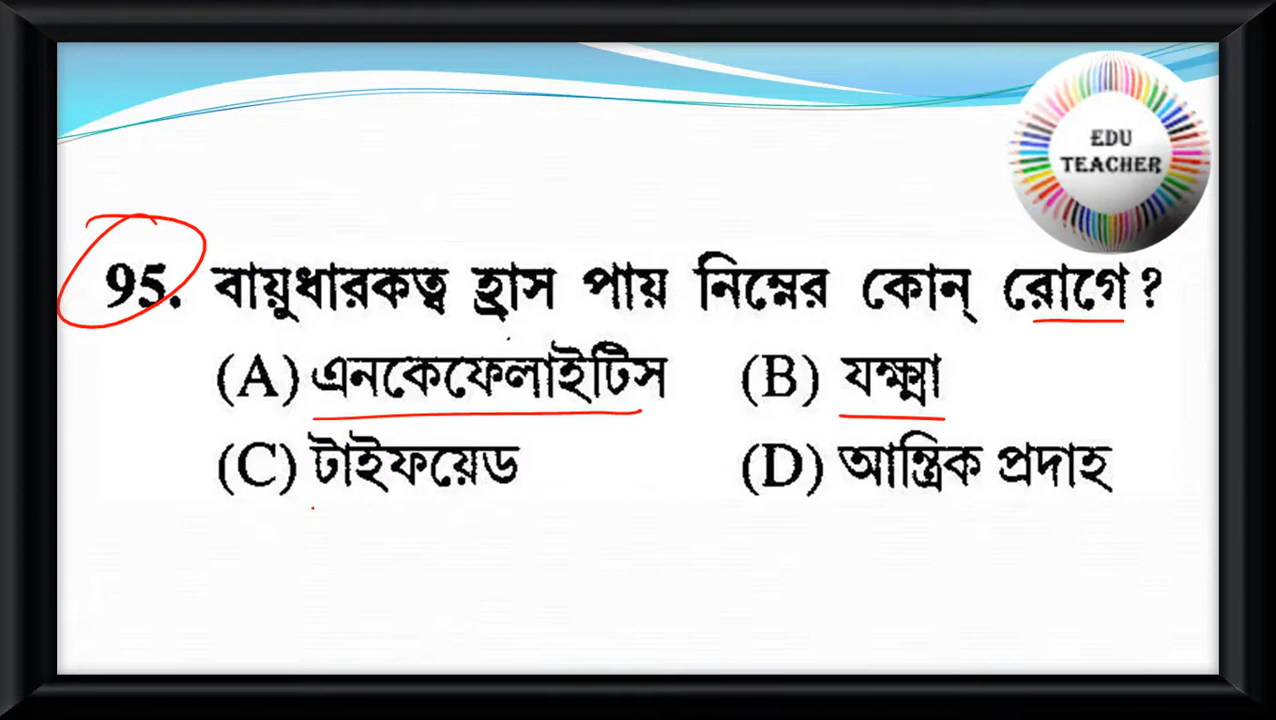 EDU
TEACHER
95. বায়ুধারকত্ব হ্রাস পায় নিম্নের কোন্ রোগে?
(A) এনকেফেলাইটিস (B) যক্ষ্মা
(C) টাইফয়েড (D) আন্ত্রিক প্রদাহ